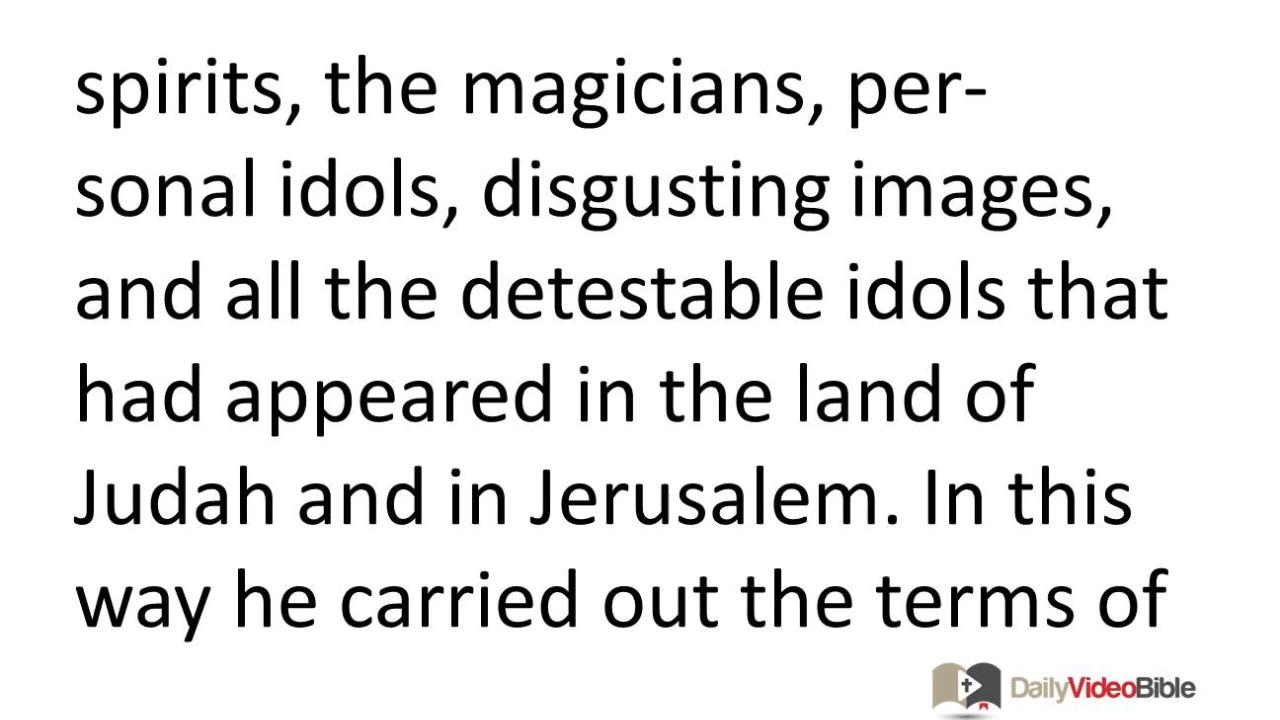 spirits, the magicians, per-
sonal idols, disgusting images,
and all the detestable idols that
had appeared in the land of
Judah and in Jerusalem. In this
way he carried out the terms of
DailyVideoBible